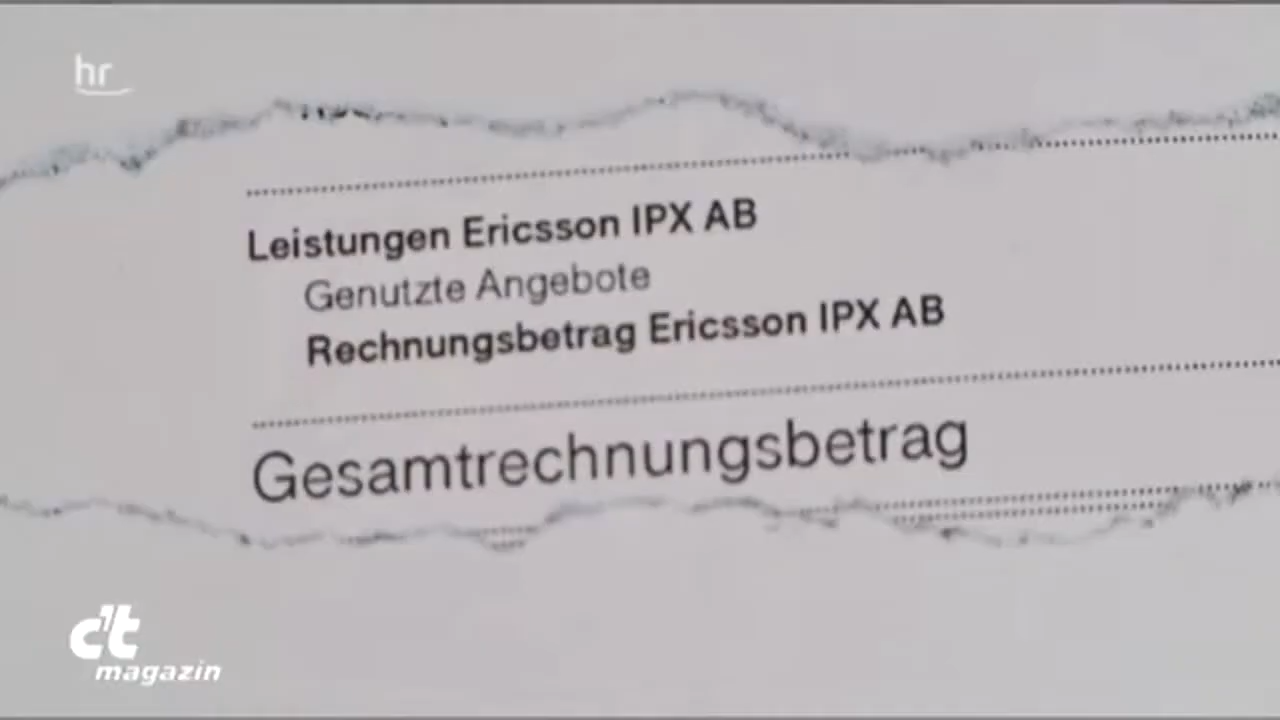 hr
Leistungen Ericsson IPX AB
Genutzte Angebote
Rechnungsbetrag Ericsson IPX AB
Gesamtrechnungsbetrag
c't
magazin